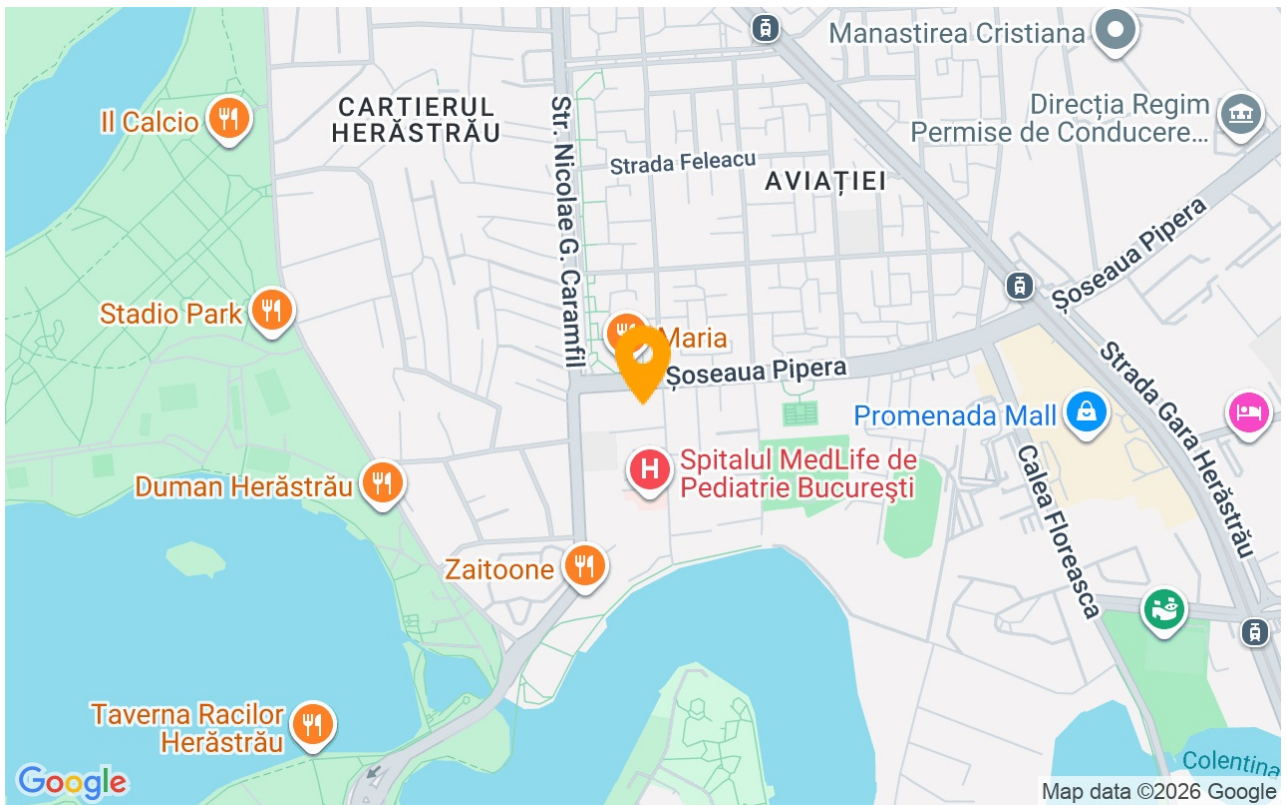 Manastirea Cristiana
CARTIERUL
HERĂSTRĂU
Il Calcio
Direcția Regim
Permise de Conducere...
Str. Nicolae G. Caramfil
Strada Feleacu
AVIAȚIEI
Șoseaua Pipera
Stadio Park
Maria
Șoseaua Pipera
Strada Gara Herăstrău
Promenada Mall
Calea Floreasca
Spitalul MedLife de
Pediatrie Bucureşti
H
Duman Herăstrău
Zaitoone
Taverna Racilor
Herăstrău
Colentina
Google
Map data ©2026 Google